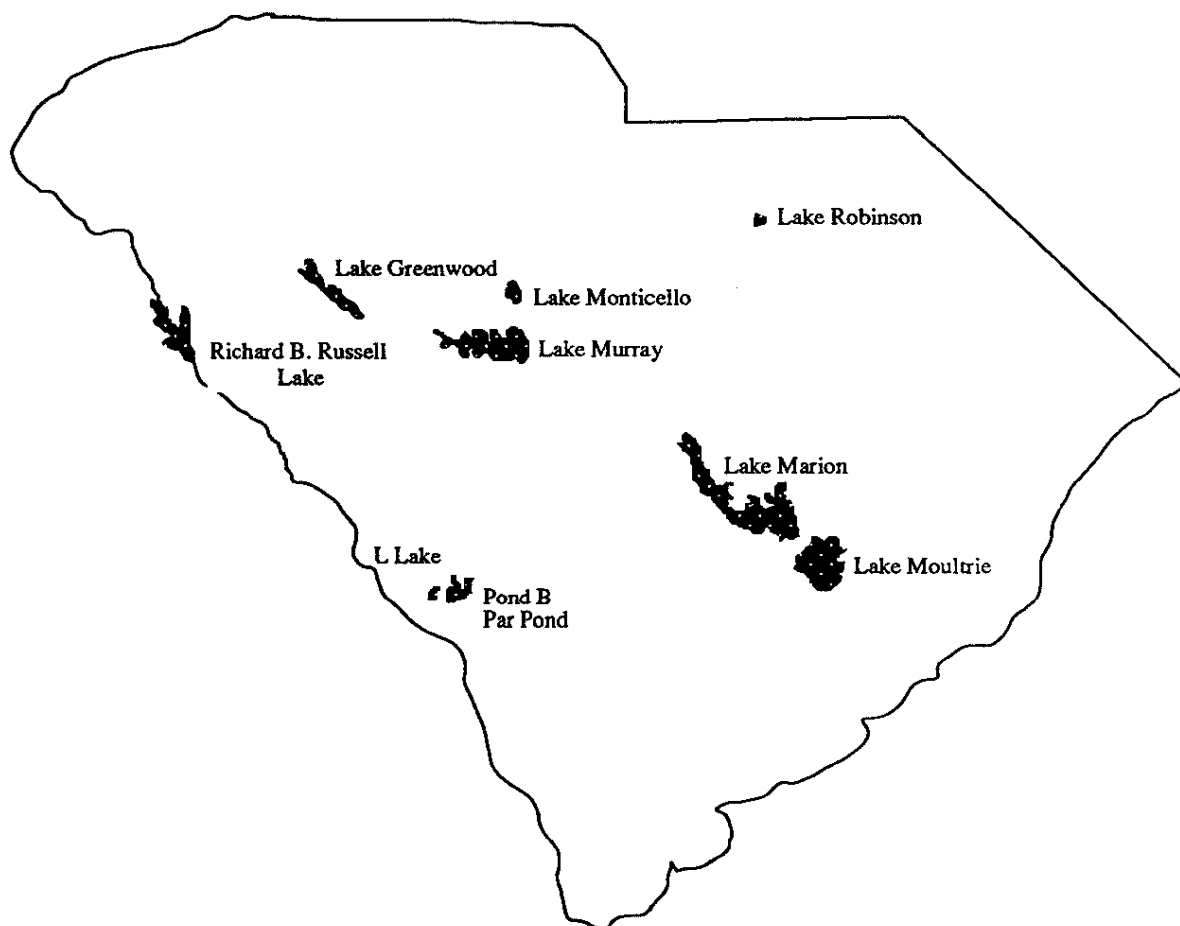 Lake Robinson
Lake Greenwood
Lake Monticello
Richard B. Russell
Lake
Lake Murray
Lake Marion
L Lake
Lake Moultrie
Pond B
Par Pond